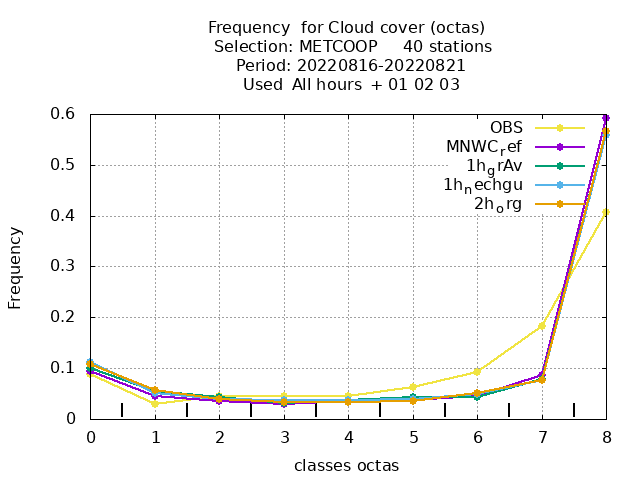 Frequency  for Cloud cover (octas)
Selection: METCOOP     40 stations
Period: 20220816-20220821
Used  All hours  + 01 02 03
0.6
0.5
0.4
0.3
0.2
0.1
0
Frequency
OBS
MNWC_ref
1h_grAv
1h_nechgu
2h_org
0 1 2 3 4 5 6 7 8
classes octas